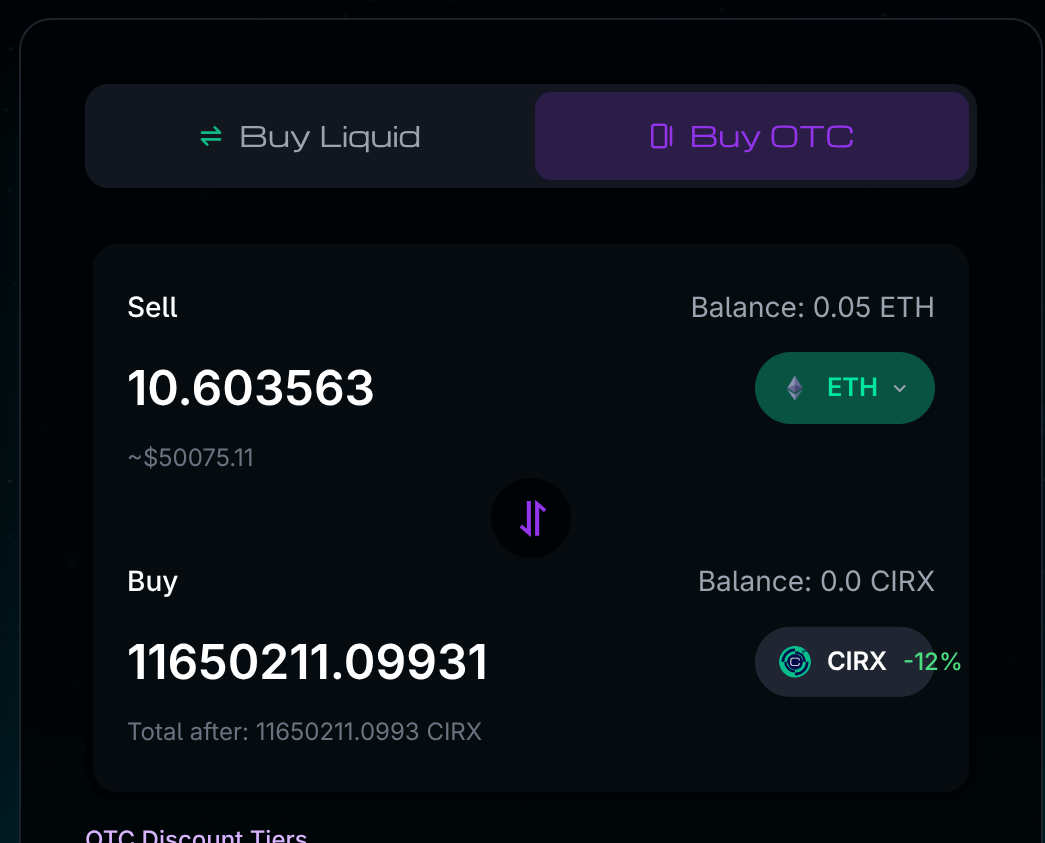 Buy Liquid
Buy OTC
Sell
Balance: 0.05 ETH
10.603563
ETH
~$50075.11
Buy
Balance: 0.0 CIRX
11650211.09931
CIRX -12%
Total after: 11650211.0993 CIRX
OTC Discount Tiers